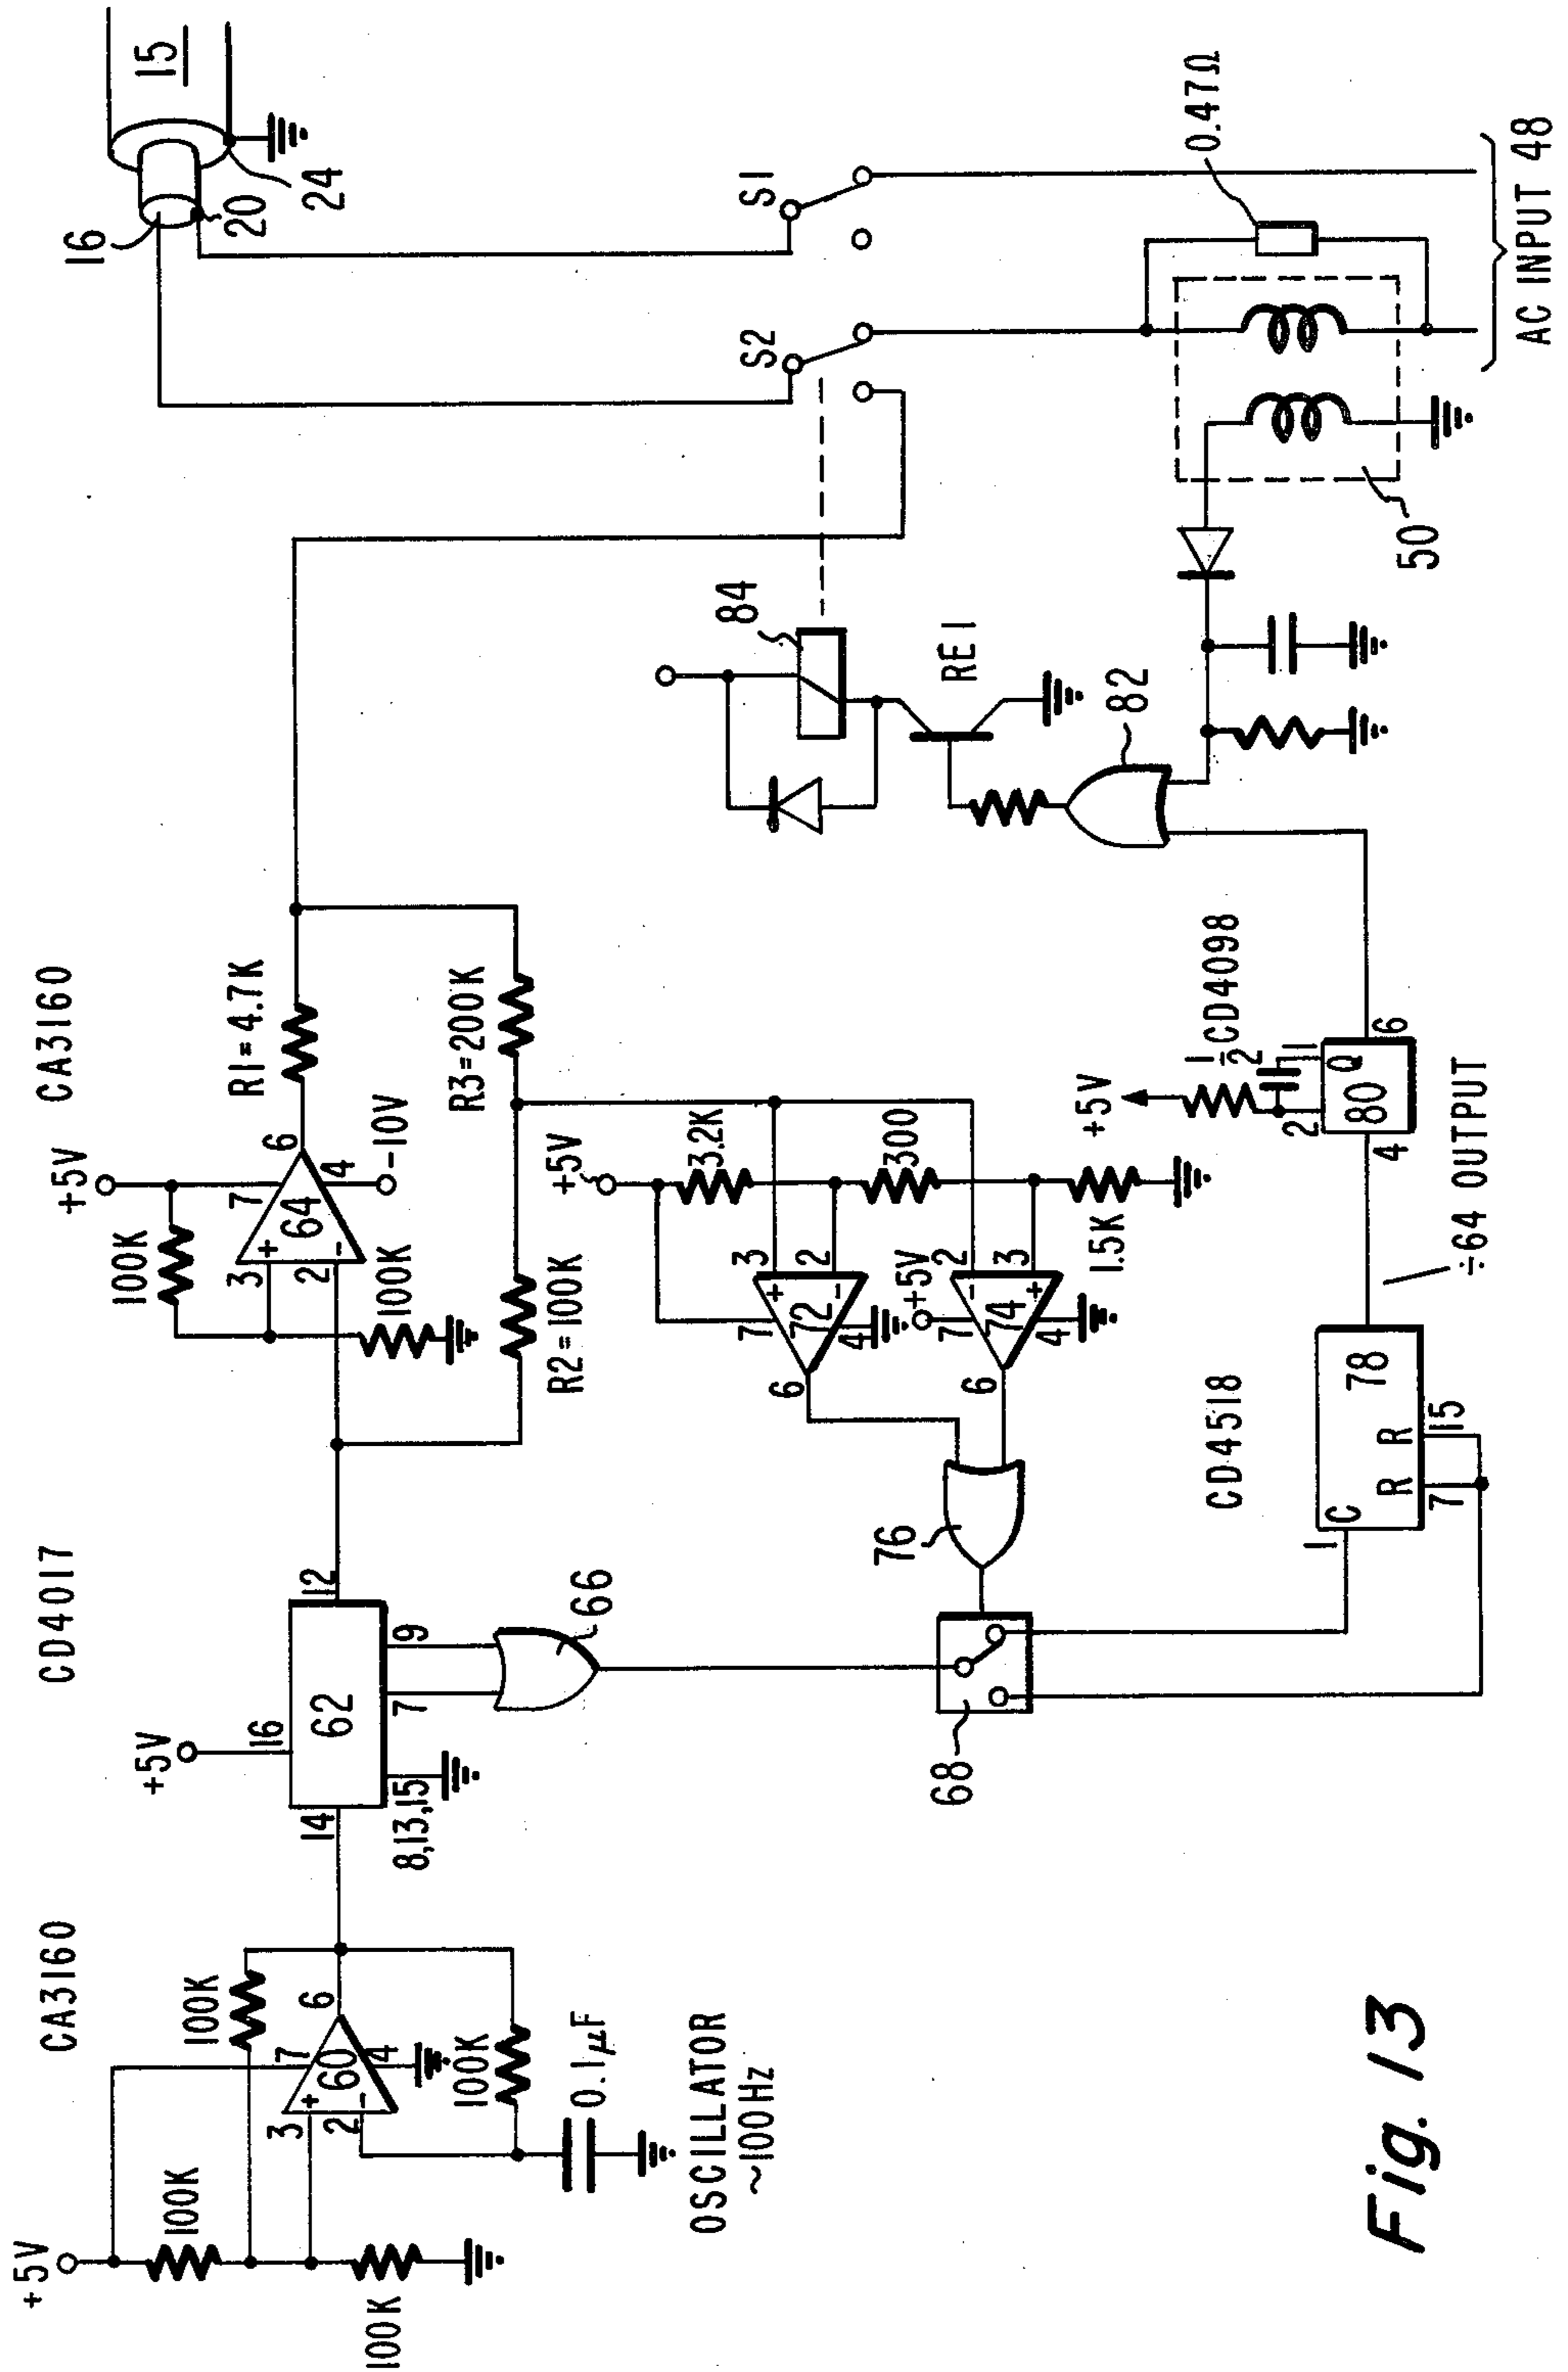 +5V
100K
100K
CA3160
100K
3
2
+
-
7
60
4
6
100K
0.1µF
OSCILLATOR
~100Hz
CD4017
+5V
16
14
62
12
8,13,15
7
9
66
CA3160
+5V
100K
3
2
+
-
7
64
4
6
-10V
100K
R1=4.7K
R2=100K
R3=200K
+5V
3.2K
300
1.5K
3
2
+
-
7
72
4
6
+5V
2
3
-
+
7
74
4
6
76
68
CD4518
1
C
78
R
R
7
15
÷64 OUTPUT
+5V
1/2 CD4098
2
1
Q
80
4
6
82
RE1
84
50
S2
S1
16
20
24
15
0.47Ω
AC INPUT 48
Fig. 13